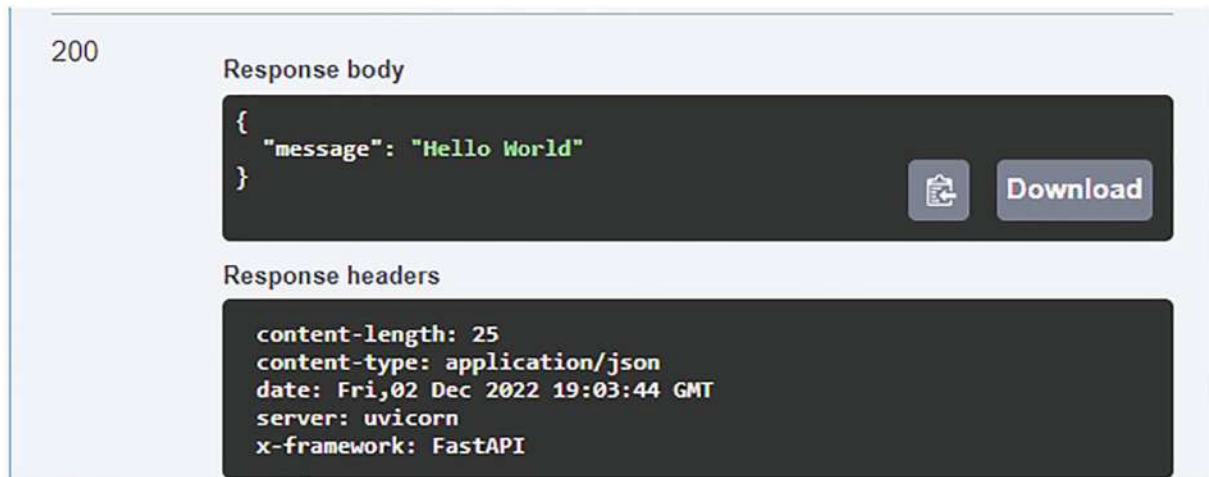 200
Response body
{
"message": "Hello World"
}
Download
Response headers
content-length: 25
content-type: application/json
date: Fri,02 Dec 2022 19:03:44 GMT
server: uvicorn
x-framework: FastAPI